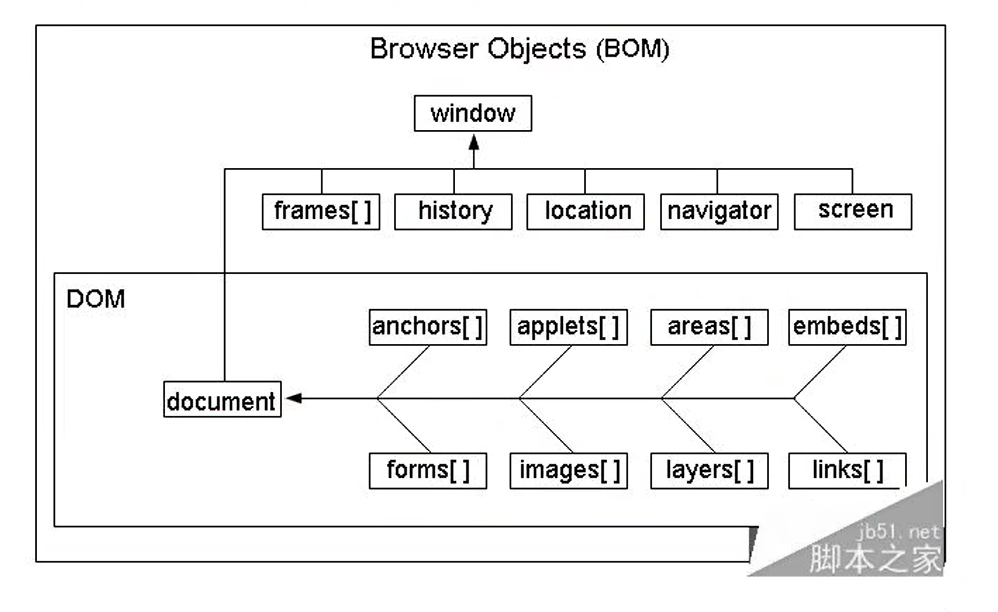 Browser Objects (BOM)
window
frames[ ] history location navigator screen
DOM
anchors[ ] applets[ ] areas[ ] embeds[ ]
document
forms[ ] images[ ] layers[ ] links[ ]
jb51.net
脚本之家